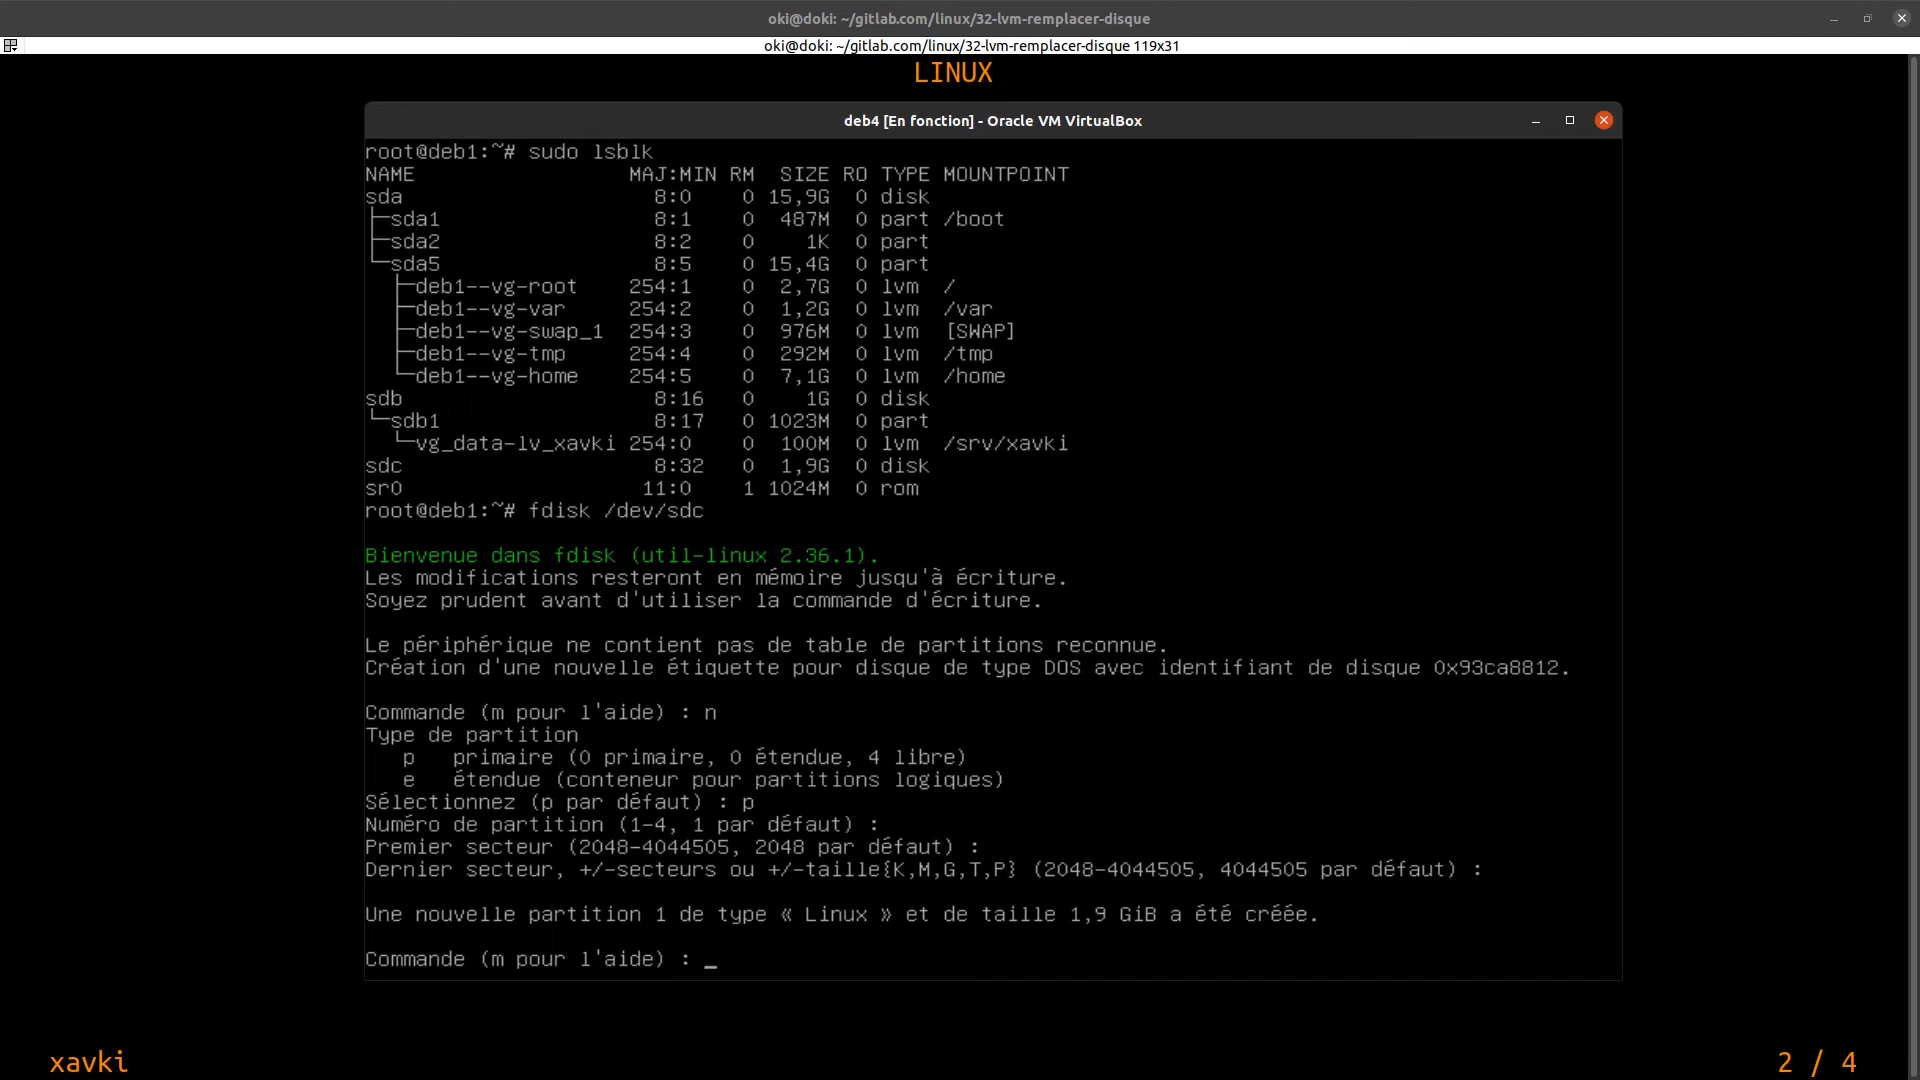 oki@doki: ~/gitlab.com/linux/32-lvm-remplacer-disque
oki@doki: ~/gitlab.com/linux/32-lvm-remplacer-disque 119x31
LINUX
deb4 [En fonction] - Oracle VM VirtualBox
root@deb1:~# sudo lsblk
NAME                 MAJ:MIN RM   SIZE RO TYPE MOUNTPOINT
sda                    8:0    0 15,9G  0 disk
├─sda1                 8:1    0  487M  0 part /boot
├─sda2                 8:2    0    1K  0 part
└─sda5                 8:5    0 15,4G  0 part
  ├─deb1--vg-root    254:1    0  2,7G  0 lvm  /
  ├─deb1--vg-var     254:2    0  1,2G  0 lvm  /var
  ├─deb1--vg-swap_1  254:3    0  976M  0 lvm  [SWAP]
  ├─deb1--vg-tmp     254:4    0  292M  0 lvm  /tmp
  └─deb1--vg-home    254:5    0  7,1G  0 lvm  /home
sdb                    8:16   0    1G  0 disk
└─sdb1                 8:17   0 1023M  0 part
  └─vg_data-lv_xavki 254:0    0  100M  0 lvm  /srv/xavki
sdc                    8:32   0  1,9G  0 disk
sr0                   11:0    1 1024M  0 rom
root@deb1:~# fdisk /dev/sdc
Bienvenue dans fdisk (util-linux 2.36.1).
Les modifications resteront en mémoire jusqu'à écriture.
Soyez prudent avant d'utiliser la commande d'écriture.
Le périphérique ne contient pas de table de partitions reconnue.
Création d'une nouvelle étiquette pour disque de type DOS avec identifiant de disque 0x93ca8812.
Commande (m pour l'aide) : n
Type de partition
   p   primaire (0 primaire, 0 étendue, 4 libre)
   e   étendue (conteneur pour partitions logiques)
Sélectionnez (p par défaut) : p
Numéro de partition (1-4, 1 par défaut) :
Premier secteur (2048-4044505, 2048 par défaut) :
Dernier secteur, +/-secteurs ou +/-taille{K,M,G,T,P} (2048-4044505, 4044505 par défaut) :
Une nouvelle partition 1 de type « Linux » et de taille 1,9 GiB a été créée.
Commande (m pour l'aide) : _
xavki
2 / 4